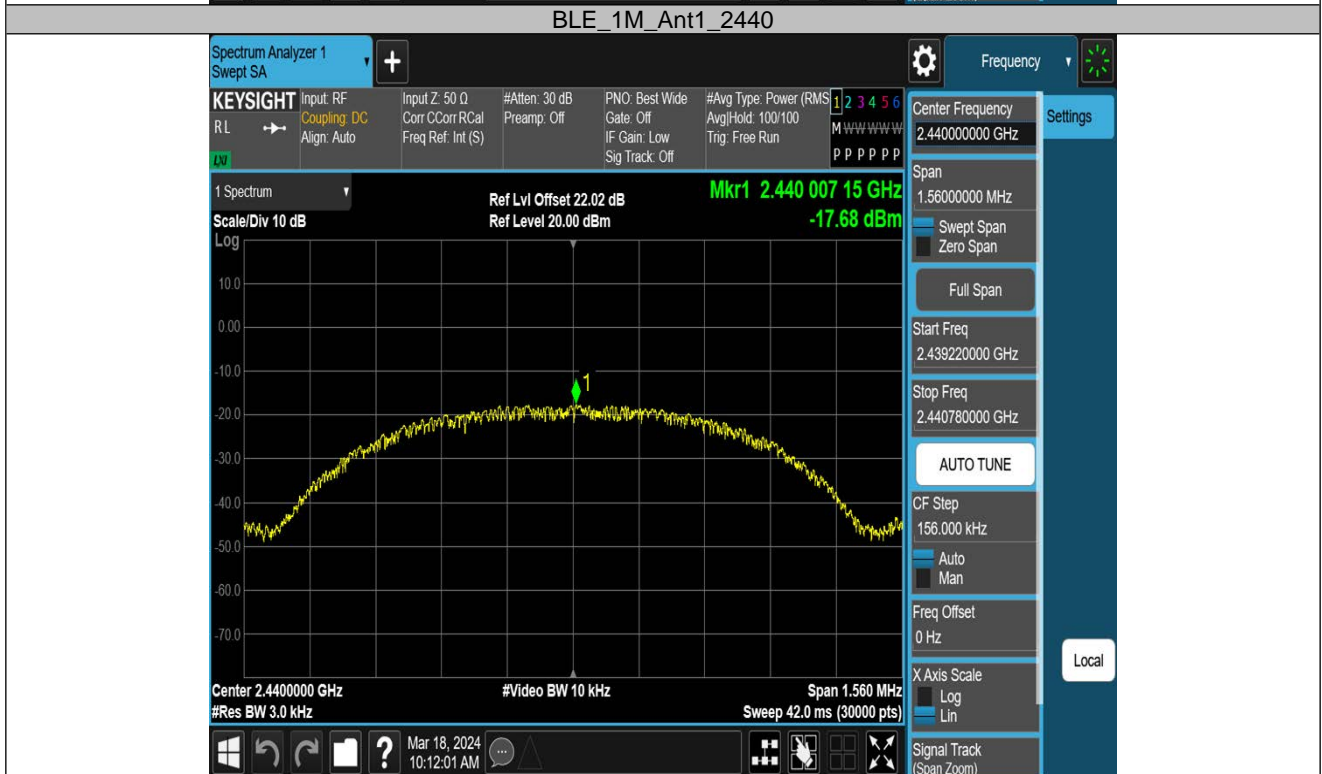 BLE_1M_Ant1_2440
Spectrum Analyzer 1
Swept SA
Frequency
KEYSIGHT
R L
LXI
Input: RF
Coupling: DC
Align: Auto
Input Z: 50 Ω
Corr CCorr RCal
Freq Ref: Int (S)
#Atten: 30 dB
Preamp: Off
PNO: Best Wide
Gate: Off
IF Gain: Low
Sig Track: Off
#Avg Type: Power (RMS
Avg|Hold: 100/100
Trig: Free Run
1 2 3 4 5 6
M W W W W W
P P P P P P
1 Spectrum
Scale/Div 10 dB
Log
Ref Lvl Offset 22.02 dB
Ref Level 20.00 dBm
Mkr1 2.440 007 15 GHz
-17.68 dBm
10.0
0.00
-10.0
-20.0
-30.0
-40.0
-50.0
-60.0
-70.0
1
Center 2.4400000 GHz
#Res BW 3.0 kHz
#Video BW 10 kHz
Span 1.560 MHz
Sweep 42.0 ms (30000 pts)
?
Mar 18, 2024
10:12:01 AM
Center Frequency
2.440000000 GHz
Settings
Span
1.56000000 MHz
Swept Span
Zero Span
Full Span
Start Freq
2.439220000 GHz
Stop Freq
2.440780000 GHz
AUTO TUNE
CF Step
156.000 kHz
Auto
Man
Freq Offset
0 Hz
X Axis Scale
Log
Lin
Local
Signal Track
(Span Zoom)